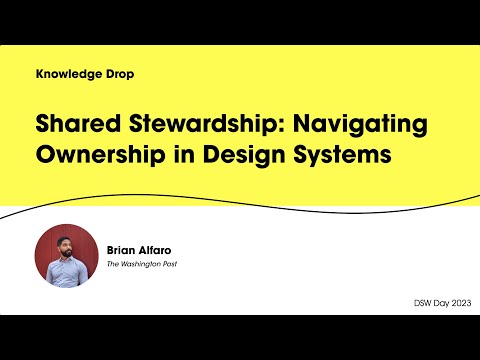 Knowledge Drop
Shared Stewardship: Navigating
Ownership in Design Systems
Brian Alfaro
The Washington Post
DSW Day 2023